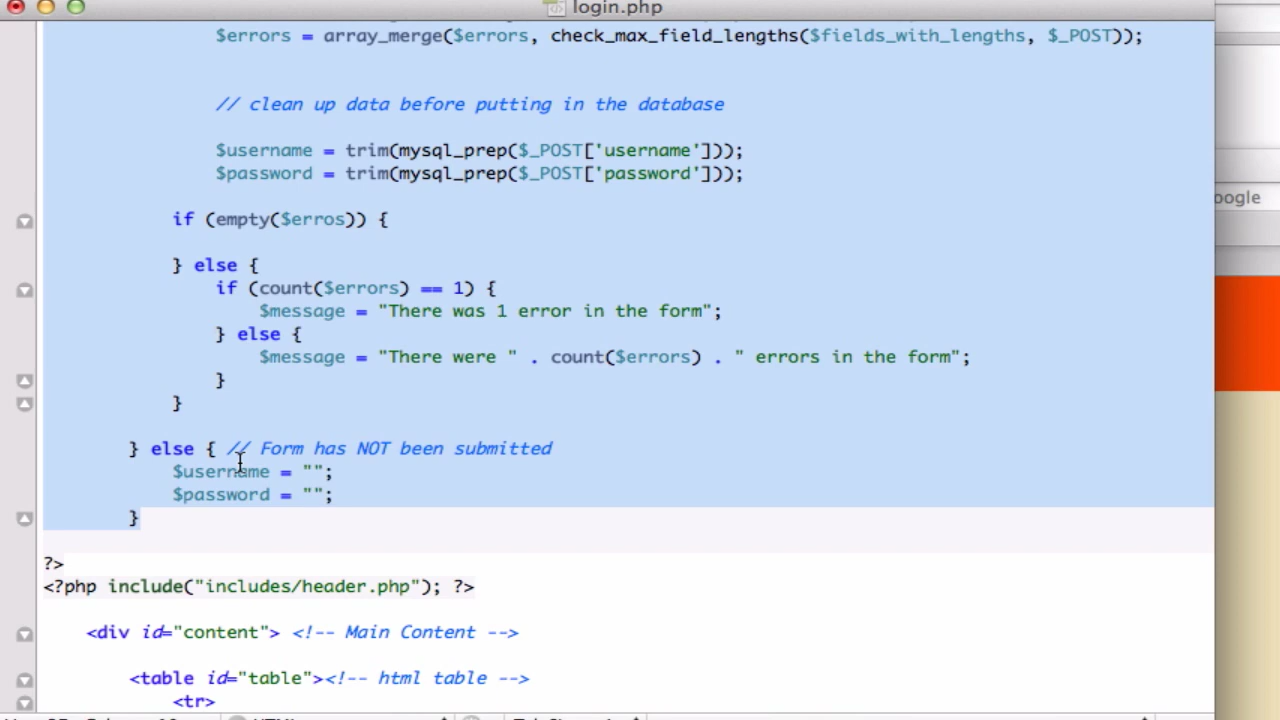 login.php
$errors = array_merge($errors, check_max_field_lengths($fields_with_lengths, $_POST));
// clean up data before putting in the database
$username = trim(mysql_prep($_POST['username']));
$password = trim(mysql_prep($_POST['password']));
if (empty($erros)) {
} else {
if (count($errors) == 1) {
$message = "There was 1 error in the form";
} else {
$message = "There were " . count($errors) . " errors in the form";
}
}
} else { // Form has NOT been submitted
$username = "";
$password = "";
}
?>
<?php include("includes/header.php"); ?>
<div id="content"> <!-- Main Content -->
<table id="table"><!-- html table -->
<tr>
oogle